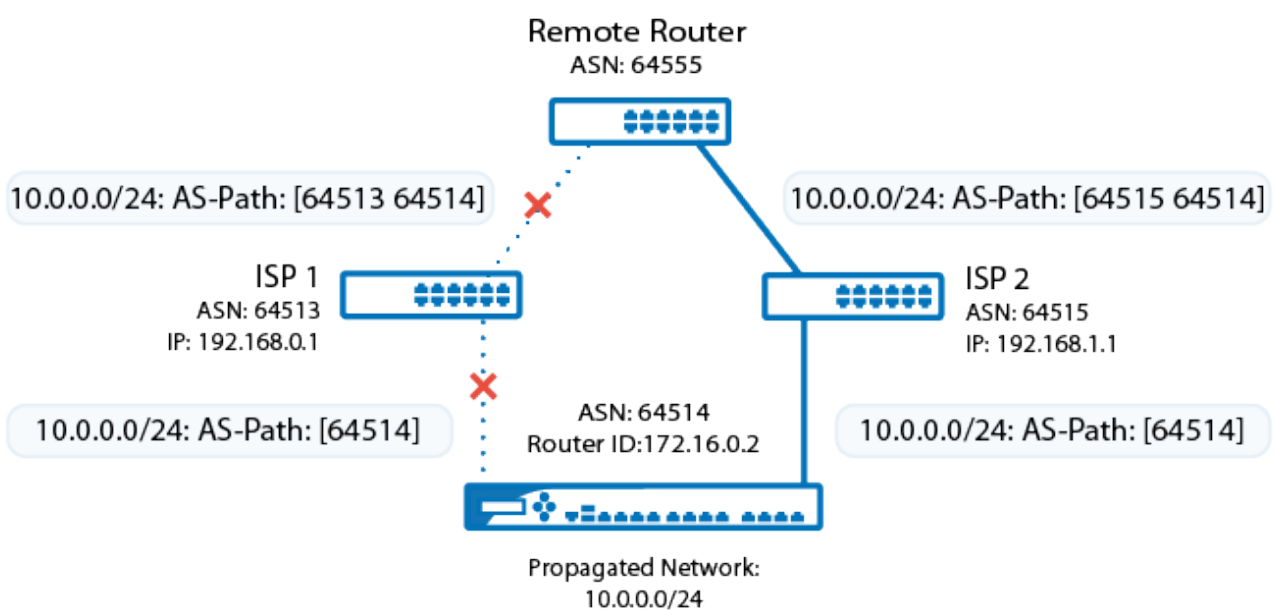 Remote Router
ASN: 64555
10.0.0.0/24: AS-Path: [64513 64514]
10.0.0.0/24: AS-Path: [64515 64514]
ISP 1
ASN: 64513
IP: 192.168.0.1
ISP 2
ASN: 64515
IP: 192.168.1.1
10.0.0.0/24: AS-Path: [64514]
ASN: 64514
Router ID:172.16.0.2
10.0.0.0/24: AS-Path: [64514]
Propagated Network:
10.0.0.0/24